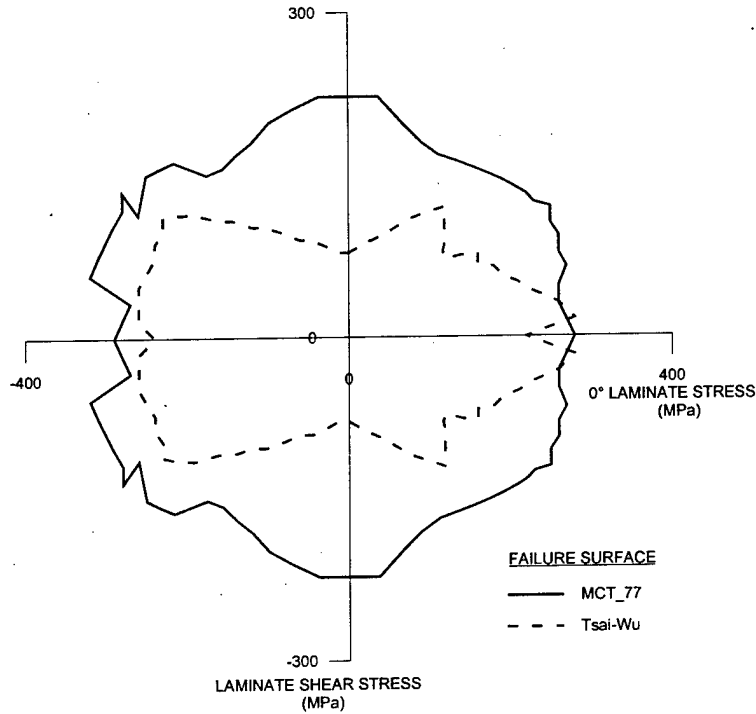 300
0
-400
0
400
0° LAMINATE STRESS
(MPa)
FAILURE SURFACE
MCT_77
Tsai-Wu
-300
LAMINATE SHEAR STRESS
(MPa)